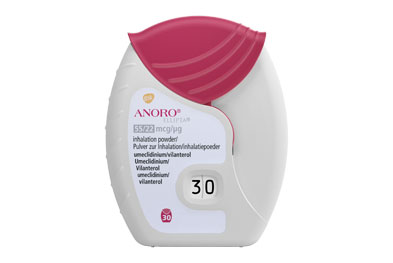 gsk
ANORO®
ELLIPTA®
55/22 mcg/µg
inhalation powder/
Pulver zur Inhalation/inhalatiepoeder
umeclidinium/vilanterol
Umeclidinium/
Vilanterol
umeclidinium/
vilanterol
30
30